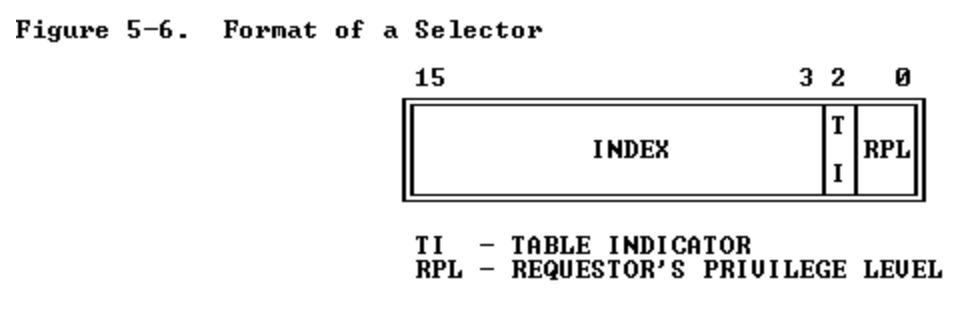 Figure 5-6.  Format of a Selector
15 3 2 0
INDEX T I RPL
TI  - TABLE INDICATOR
RPL - REQUESTOR'S PRIVILEGE LEVEL